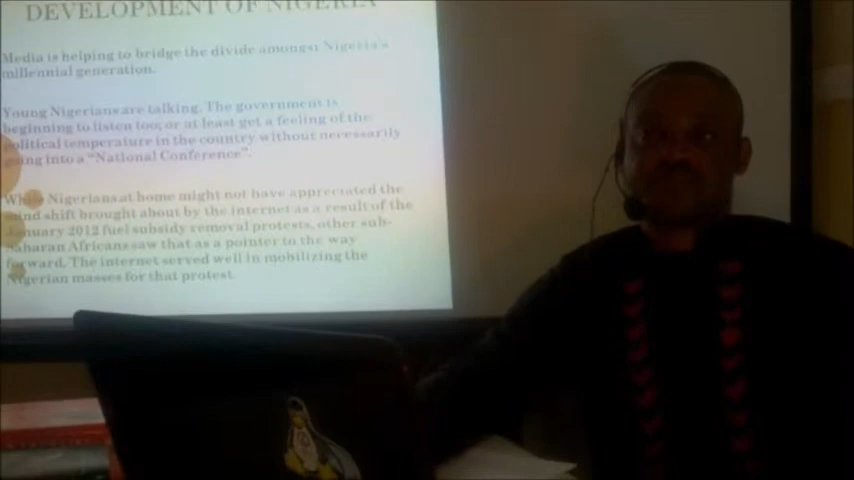 DEVELOPMENT OF NIGERIA
Media is helping to bridge the divide amongst Nigeria's
millennial generation.
Young Nigerians are talking. The government is
beginning to listen too; or at least get a feeling of the
political temperature in the country without necessarily
going into a “National Conference”.
While Nigerians at home might not have appreciated the
mind shift brought about by the internet as a result of the
January 2012 fuel subsidy removal protests, other sub-
Saharan Africans saw that as a pointer to the way
forward. The internet served well in mobilizing the
Nigerian masses for that protest.